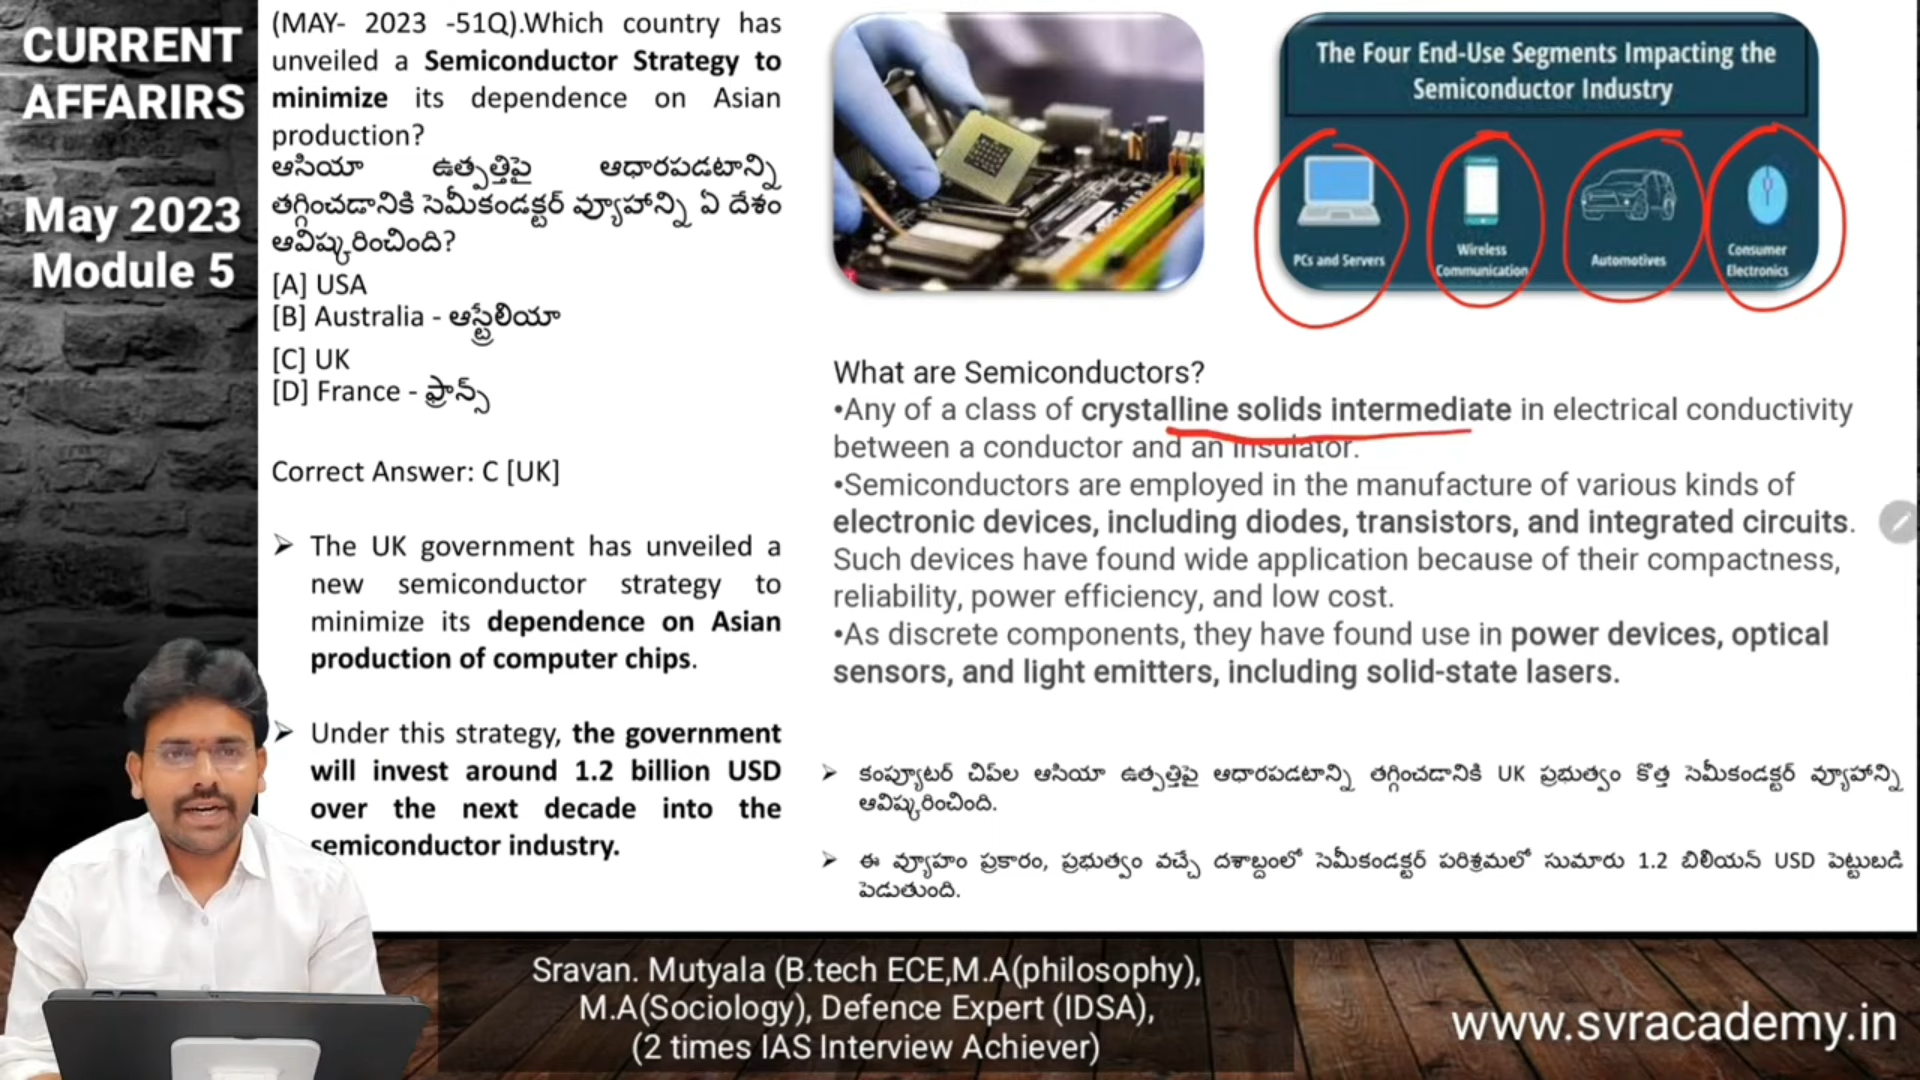 CURRENT
AFFARIRS
May 2023
Module 5
(MAY- 2023 -51Q).Which country has
unveiled a Semiconductor Strategy to
minimize its dependence on Asian
production?
ఆసియా ఉత్పత్తిపై ఆధారపడటాన్ని
తగ్గించడానికి సెమీకండక్టర్ వ్యూహాన్ని ఏ దేశం
ఆవిష్కరించింది?
[A] USA
[B] Australia - ఆస్ట్రేలియా
[C] UK
[D] France - ఫ్రాన్స్
Correct Answer: C [UK]
➢ The UK government has unveiled a
new semiconductor strategy to
minimize its dependence on Asian
production of computer chips.
➢ Under this strategy, the government
will invest around 1.2 billion USD
over the next decade into the
semiconductor industry.
The Four End-Use Segments Impacting the
Semiconductor Industry
PCs and Servers
Wireless
Communication
Automotives
Consumer
Electronics
What are Semiconductors?
•Any of a class of crystalline solids intermediate in electrical conductivity
between a conductor and an insulator.
•Semiconductors are employed in the manufacture of various kinds of
electronic devices, including diodes, transistors, and integrated circuits.
Such devices have found wide application because of their compactness,
reliability, power efficiency, and low cost.
•As discrete components, they have found use in power devices, optical
sensors, and light emitters, including solid-state lasers.
➢ కంప్యూటర్ చిప్‌ల ఆసియా ఉత్పత్తిపై ఆధారపడటాన్ని తగ్గించడానికి UK ప్రభుత్వం కొత్త సెమీకండక్టర్ వ్యూహాన్ని
ఆవిష్కరించింది.
➢ ఈ వ్యూహం ప్రకారం, ప్రభుత్వం వచ్చే దశాబ్దంలో సెమీకండక్టర్ పరిశ్రమలో సుమారు 1.2 బిలియన్ USD పెట్టుబడి
పెడుతుంది.
Sravan. Mutyala (B.tech ECE,M.A(philosophy),
M.A(Sociology), Defence Expert (IDSA),
(2 times IAS Interview Achiever)
www.svracademy.in